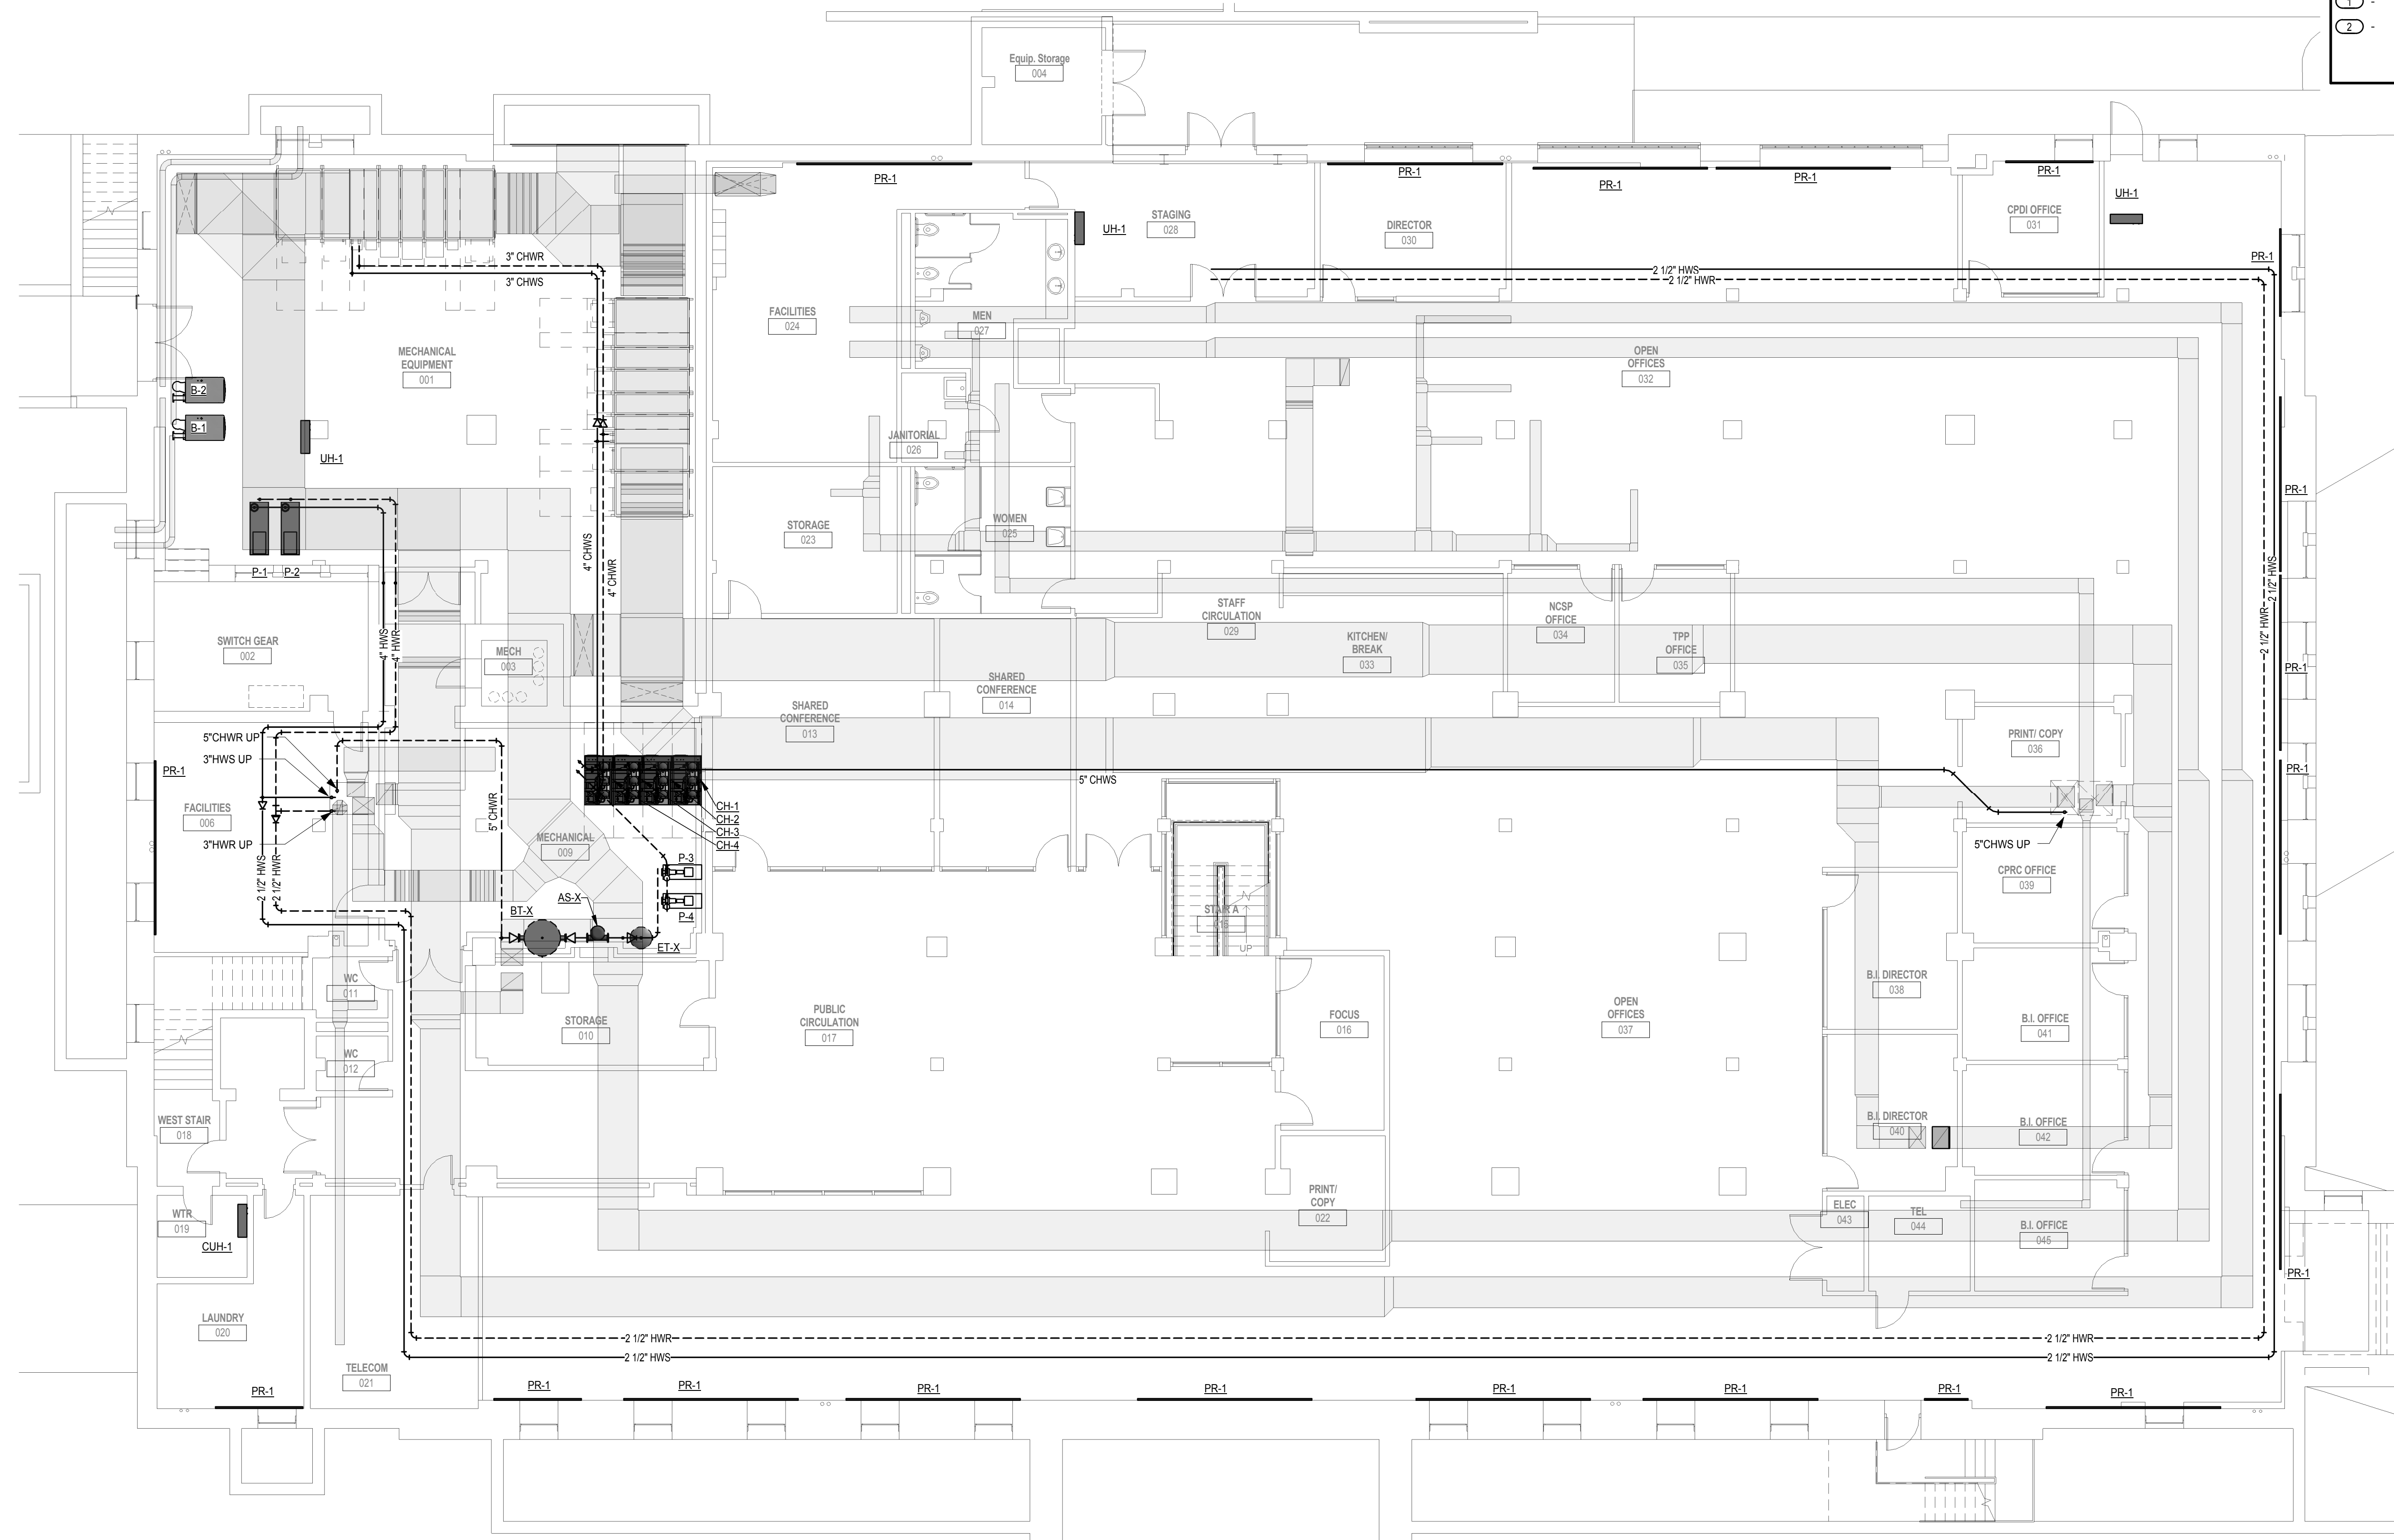 1 -
2 -
Equip. Storage
004
PR-1
PR-1
PR-1
PR-1
PR-1
UH-1
CPDI OFFICE
031
STAGING
028
UH-1
DIRECTOR
030
3" CHWR
3" CHWS
2 1/2" HWS
2 1/2" HWR
PR-1
FACILITIES
024
MEN
027
MECHANICAL
EQUIPMENT
001
OPEN
OFFICES
032
B-2
B-1
UH-1
JANITORIAL
026
PR-1
STORAGE
023
WOMEN
025
4" CHWS
4" CHWR
P-1
P-2
2 1/2" HWS
2 1/2" HWR
SWITCH GEAR
002
4" HWS
4" HWR
MECH
003
STAFF
CIRCULATION
029
KITCHEN/
BREAK
033
NCSP
OFFICE
034
TPP
OFFICE
035
PR-1
SHARED
CONFERENCE
014
SHARED
CONFERENCE
013
5"CHWR UP
3"HWS UP
PR-1
PRINT/ COPY
036
5" CHWS
PR-1
FACILITIES
006
3"HWR UP
5" CHWR
CH-1
CH-2
CH-3
CH-4
MECHANICAL
009
P-3
P-4
5"CHWS UP
CPRC OFFICE
039
2 1/2" HWS
2 1/2" HWR
BT-X
AS-X
ET-X
STAIR A
015
UP
WC
011
B.I. DIRECTOR
038
STORAGE
010
PUBLIC
CIRCULATION
017
FOCUS
016
OPEN
OFFICES
037
B.I. OFFICE
041
WC
012
WEST STAIR
018
B.I. DIRECTOR
040
B.I. OFFICE
042
WTR
019
CUH-1
PRINT/
COPY
022
ELEC
043
TEL
044
B.I. OFFICE
045
PR-1
LAUNDRY
020
2 1/2" HWR
2 1/2" HWR
2 1/2" HWS
2 1/2" HWS
TELECOM
021
PR-1
PR-1
PR-1
PR-1
PR-1
PR-1
PR-1
PR-1
PR-1